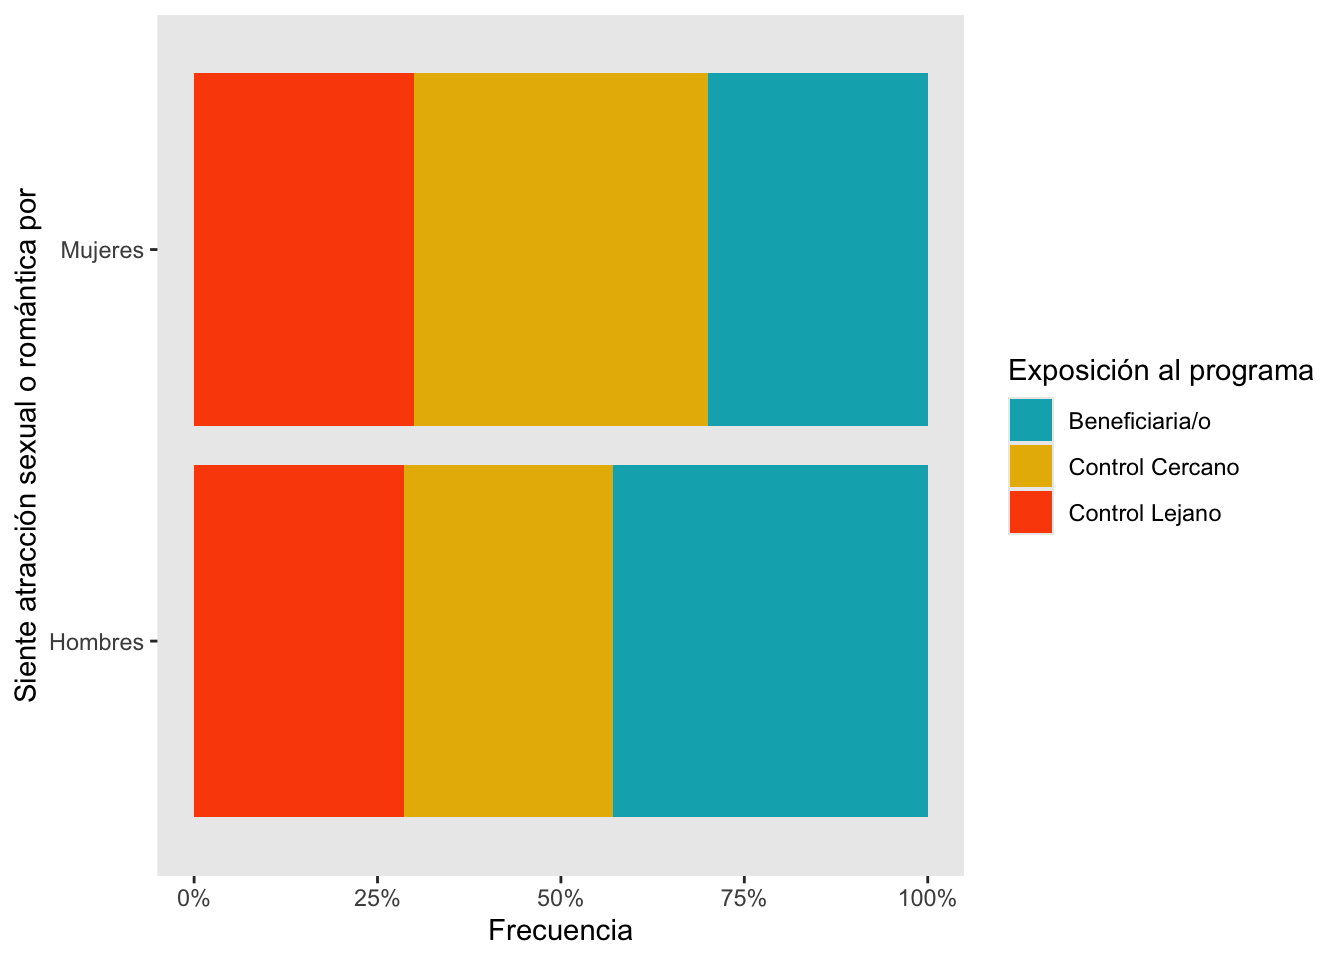 Siente atracción sexual o romántica por
Mujeres
Hombres
0% 25% 50% 75% 100%
Frecuencia
Exposición al programa
Beneficiaria/o
Control Cercano
Control Lejano